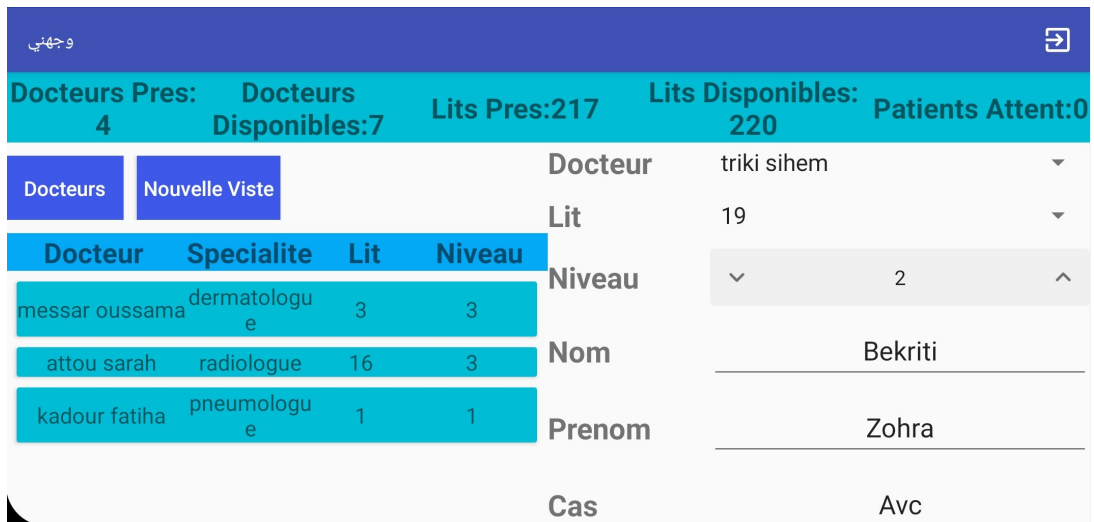 وجهني
Docteurs Pres:
4
Docteurs
Disponibles:7
Lits Pres:217
Lits Disponibles:
220
Patients Attent:0
Docteurs
Nouvelle Viste
Docteur Specialite Lit Niveau
messar oussama dermatologu
e 3 3
attou sarah radiologue 16 3
kadour fatiha pneumologu
e 1 1
Docteur triki sihem
Lit 19
Niveau 2
Nom Bekriti
Prenom Zohra
Cas Avc